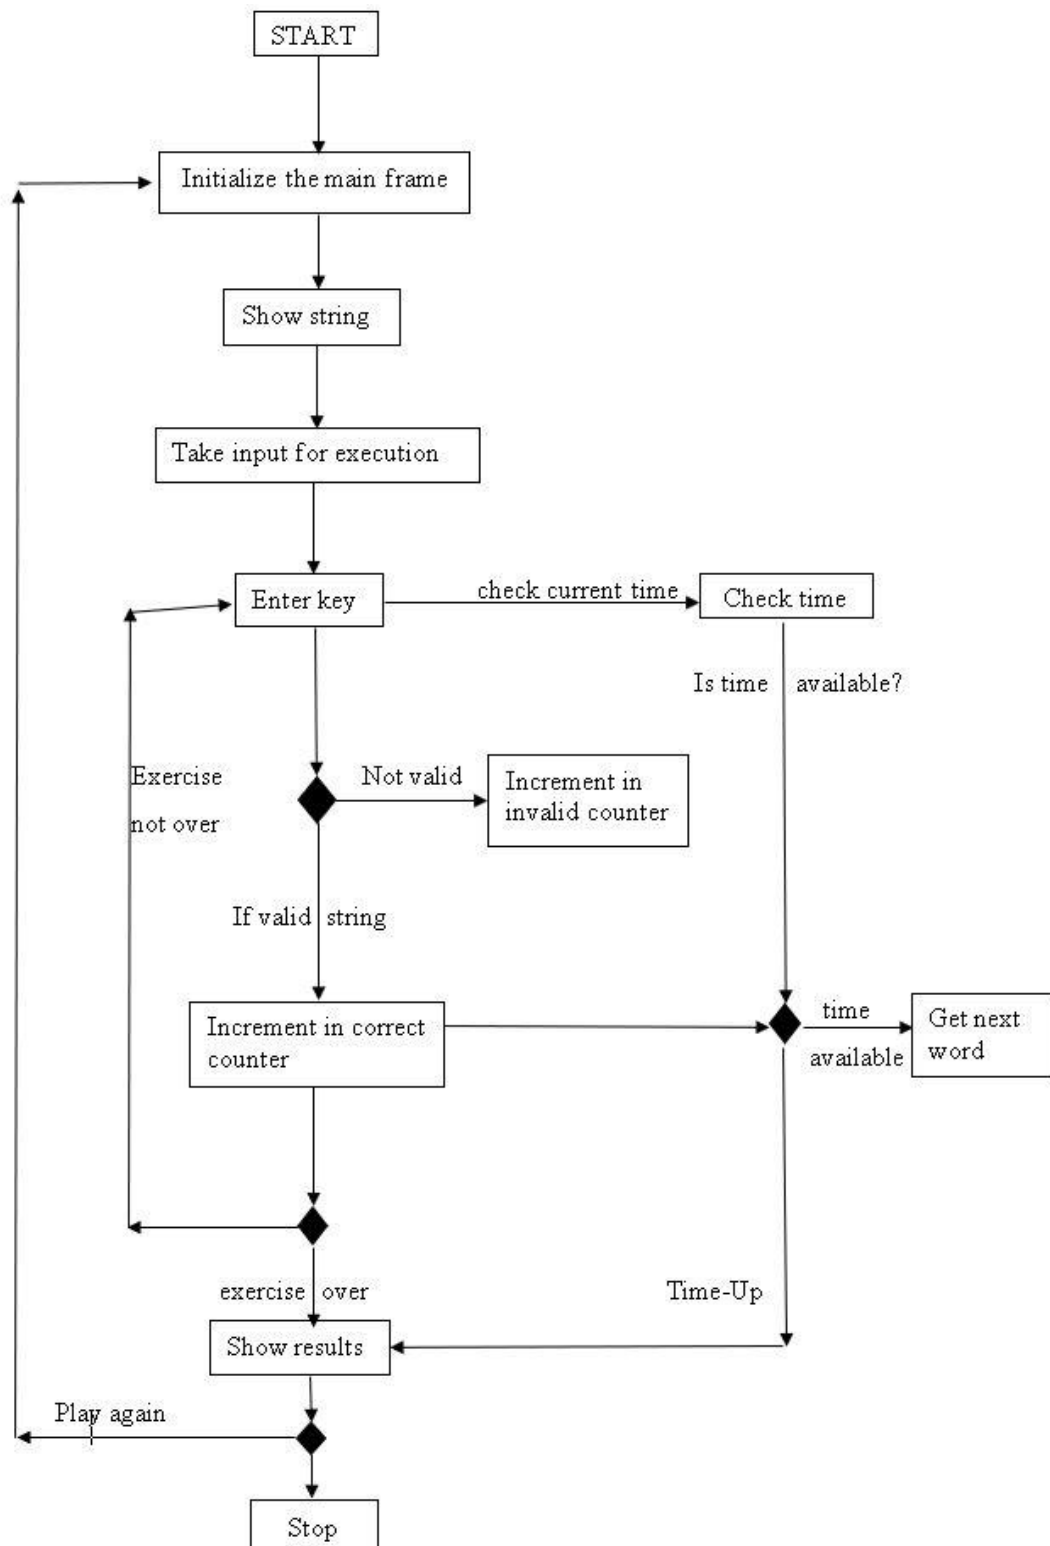 START
Initialize the main frame
Show string
Take input for execution
Enter key
check current time
Check time
Is time available?
Exercise
not over
Not valid
Increment in
invalid counter
If valid string
Increment in correct
counter
time
available
Get next
word
exercise over
Time-Up
Show results
Play again
Stop